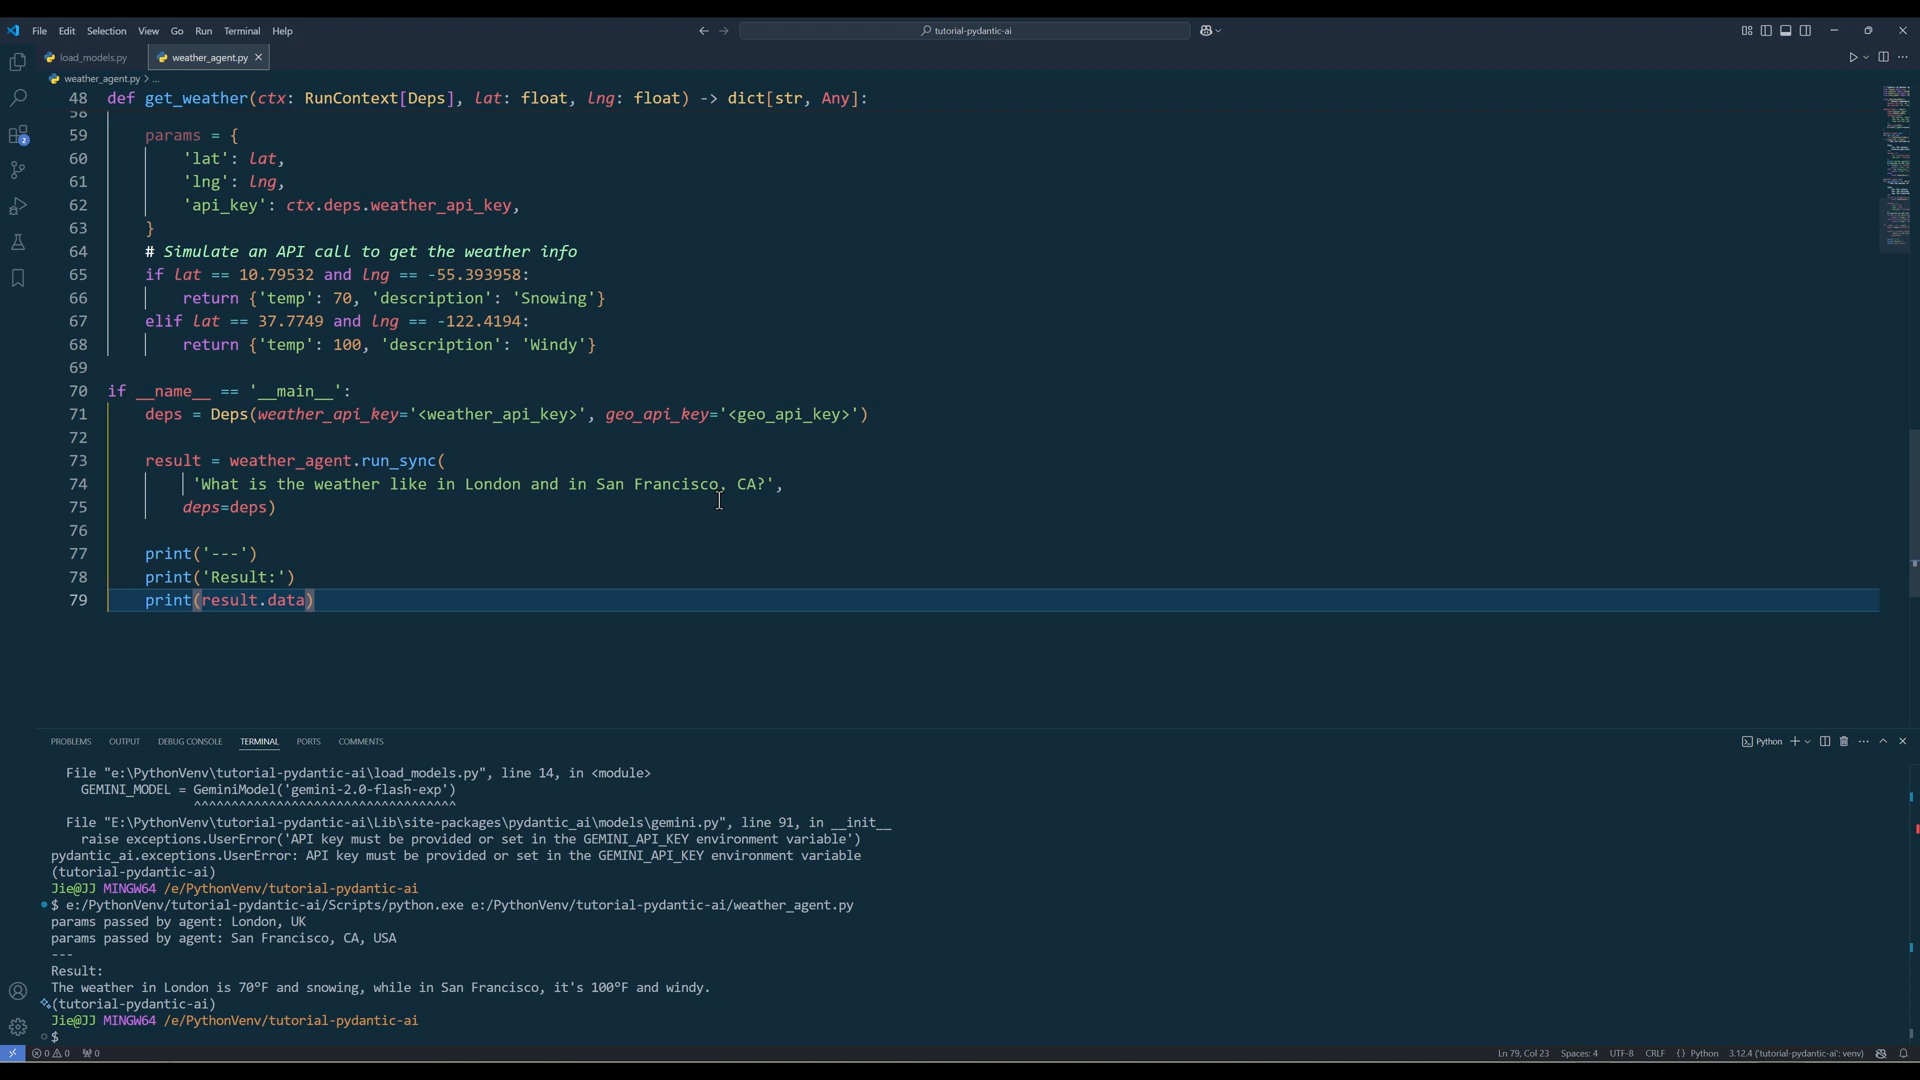 File Edit Selection View Go Run Terminal Help
tutorial-pydantic-ai
load_models.py
weather_agent.py
weather_agent.py > ...
48 def get_weather(ctx: RunContext[Deps], lat: float, lng: float) -> dict[str, Any]:
58
59 params = {
60 'lat': lat,
61 'lng': lng,
62 'api_key': ctx.deps.weather_api_key,
63 }
64 # Simulate an API call to get the weather info
65 if lat == 10.79532 and lng == -55.393958:
66 return {'temp': 70, 'description': 'Snowing'}
67 elif lat == 37.7749 and lng == -122.4194:
68 return {'temp': 100, 'description': 'Windy'}
69
70 if __name__ == '__main__':
71 deps = Deps(weather_api_key='<weather_api_key>', geo_api_key='<geo_api_key>')
72
73 result = weather_agent.run_sync(
74 'What is the weather like in London and in San Francisco, CA?',
75 deps=deps)
76
77 print('---')
78 print('Result:')
79 print(result.data)
2
PROBLEMS OUTPUT DEBUG CONSOLE TERMINAL PORTS COMMENTS
Python
File "e:\PythonVenv\tutorial-pydantic-ai\load_models.py", line 14, in <module>
GEMINI_MODEL = GeminiModel('gemini-2.0-flash-exp')
^^^^^^^^^^^^^^^^^^^^^^^^^^^^^^^^^^^
File "E:\PythonVenv\tutorial-pydantic-ai\Lib\site-packages\pydantic_ai\models\gemini.py", line 91, in __init__
raise exceptions.UserError('API key must be provided or set in the GEMINI_API_KEY environment variable')
pydantic_ai.exceptions.UserError: API key must be provided or set in the GEMINI_API_KEY environment variable
(tutorial-pydantic-ai)
Jie@JJ MINGW64 /e/PythonVenv/tutorial-pydantic-ai
$ e:/PythonVenv/tutorial-pydantic-ai/Scripts/python.exe e:/PythonVenv/tutorial-pydantic-ai/weather_agent.py
params passed by agent: London, UK
params passed by agent: San Francisco, CA, USA
---
Result:
The weather in London is 70°F and snowing, while in San Francisco, it's 100°F and windy.
(tutorial-pydantic-ai)
Jie@JJ MINGW64 /e/PythonVenv/tutorial-pydantic-ai
$
0 0 0 Ln 79, Col 23 Spaces: 4 UTF-8 CRLF {} Python 3.12.4 ('tutorial-pydantic-ai': venv)